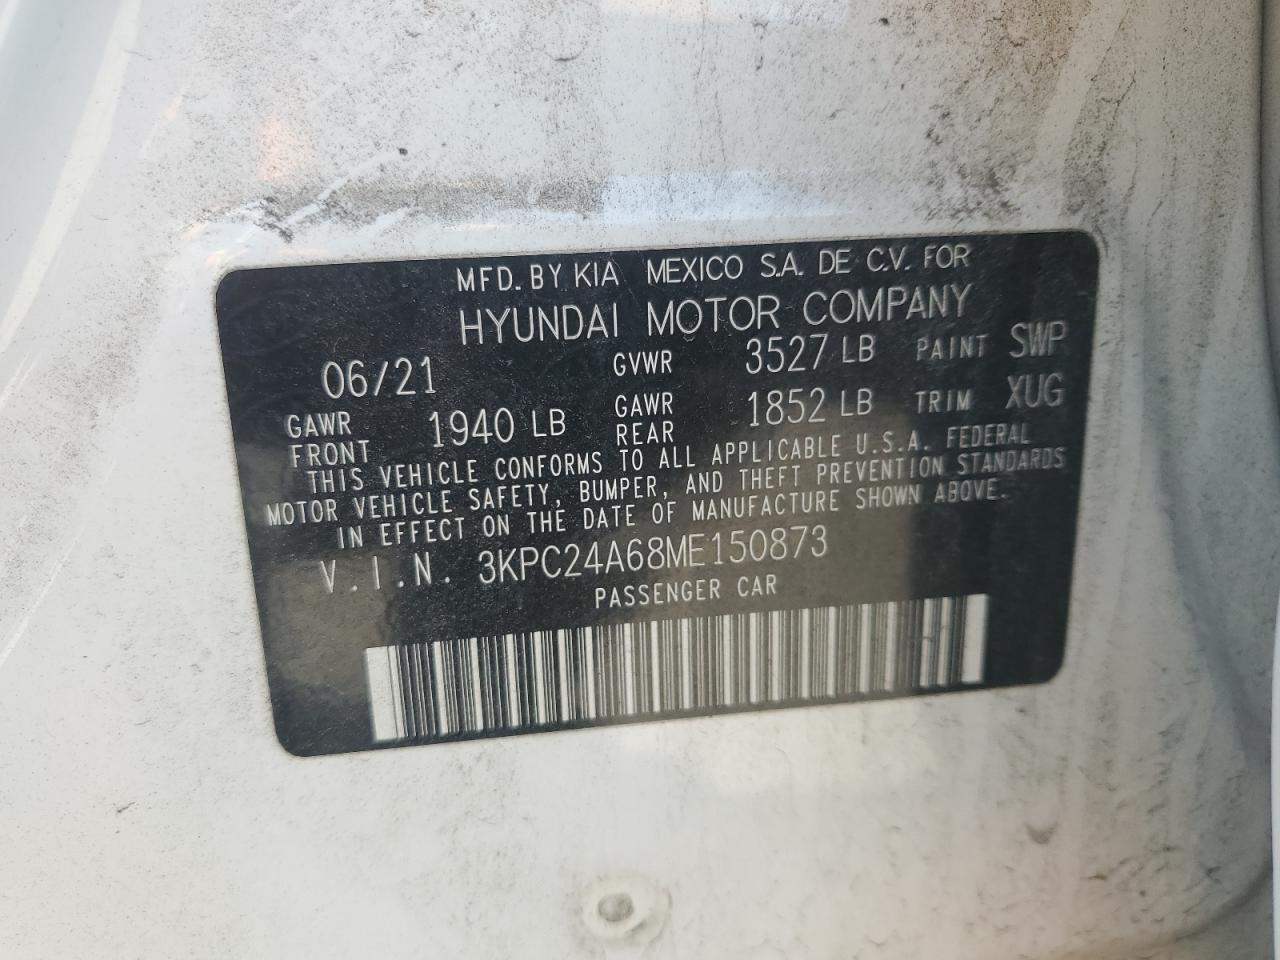 MFD. BY KIA MEXICO S.A. DE C.V. FOR
HYUNDAI MOTOR COMPANY
06/21 GVWR 3527 LB PAINT SWP
GAWR FRONT 1940 LB GAWR REAR 1852 LB TRIM XUG
THIS VEHICLE CONFORMS TO ALL APPLICABLE U.S.A. FEDERAL
MOTOR VEHICLE SAFETY, BUMPER, AND THEFT PREVENTION STANDARDS
IN EFFECT ON THE DATE OF MANUFACTURE SHOWN ABOVE.
V.I.N. 3KPC24A68ME150873
PASSENGER CAR